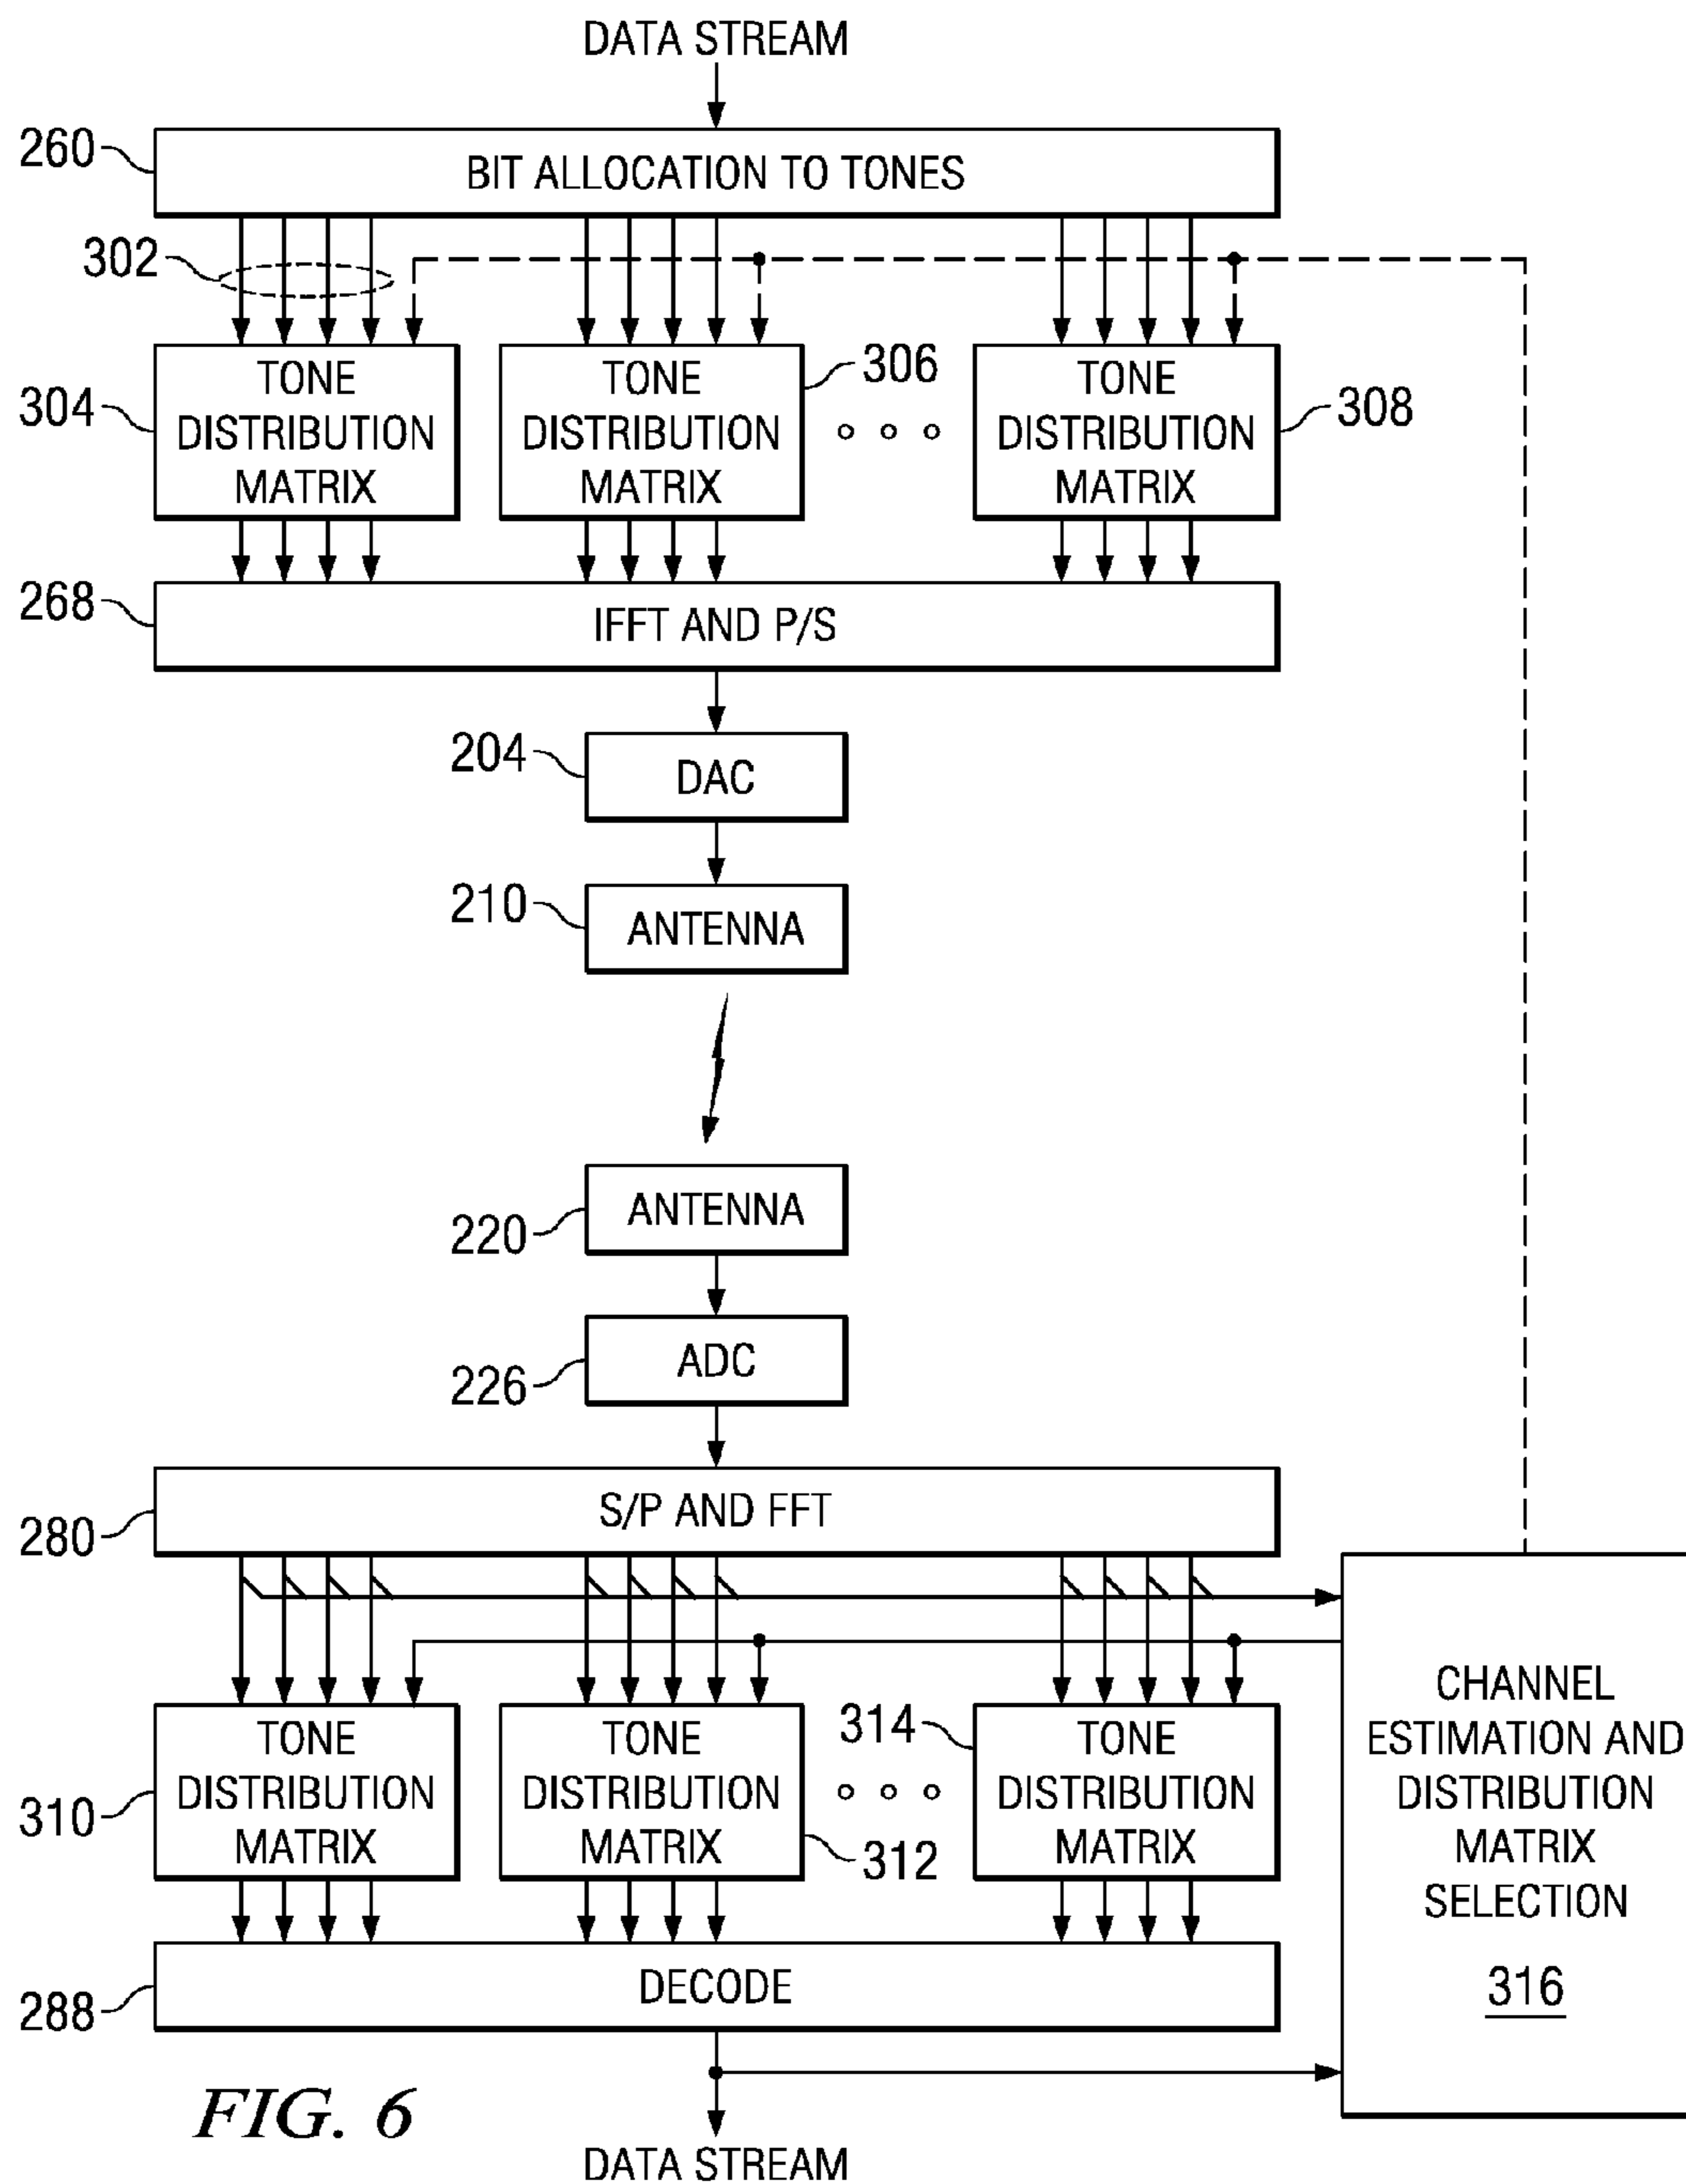 DATA STREAM
260
BIT ALLOCATION TO TONES
302
304
TONE
DISTRIBUTION
MATRIX
TONE
DISTRIBUTION
MATRIX
306
TONE
DISTRIBUTION
MATRIX
308
268
IFFT AND P/S
204
DAC
210
ANTENNA
220
ANTENNA
226
ADC
280
S/P AND FFT
310
TONE
DISTRIBUTION
MATRIX
TONE
DISTRIBUTION
MATRIX
312
314
TONE
DISTRIBUTION
MATRIX
CHANNEL
ESTIMATION AND
DISTRIBUTION
MATRIX
SELECTION
316
288
DECODE
FIG. 6
DATA STREAM